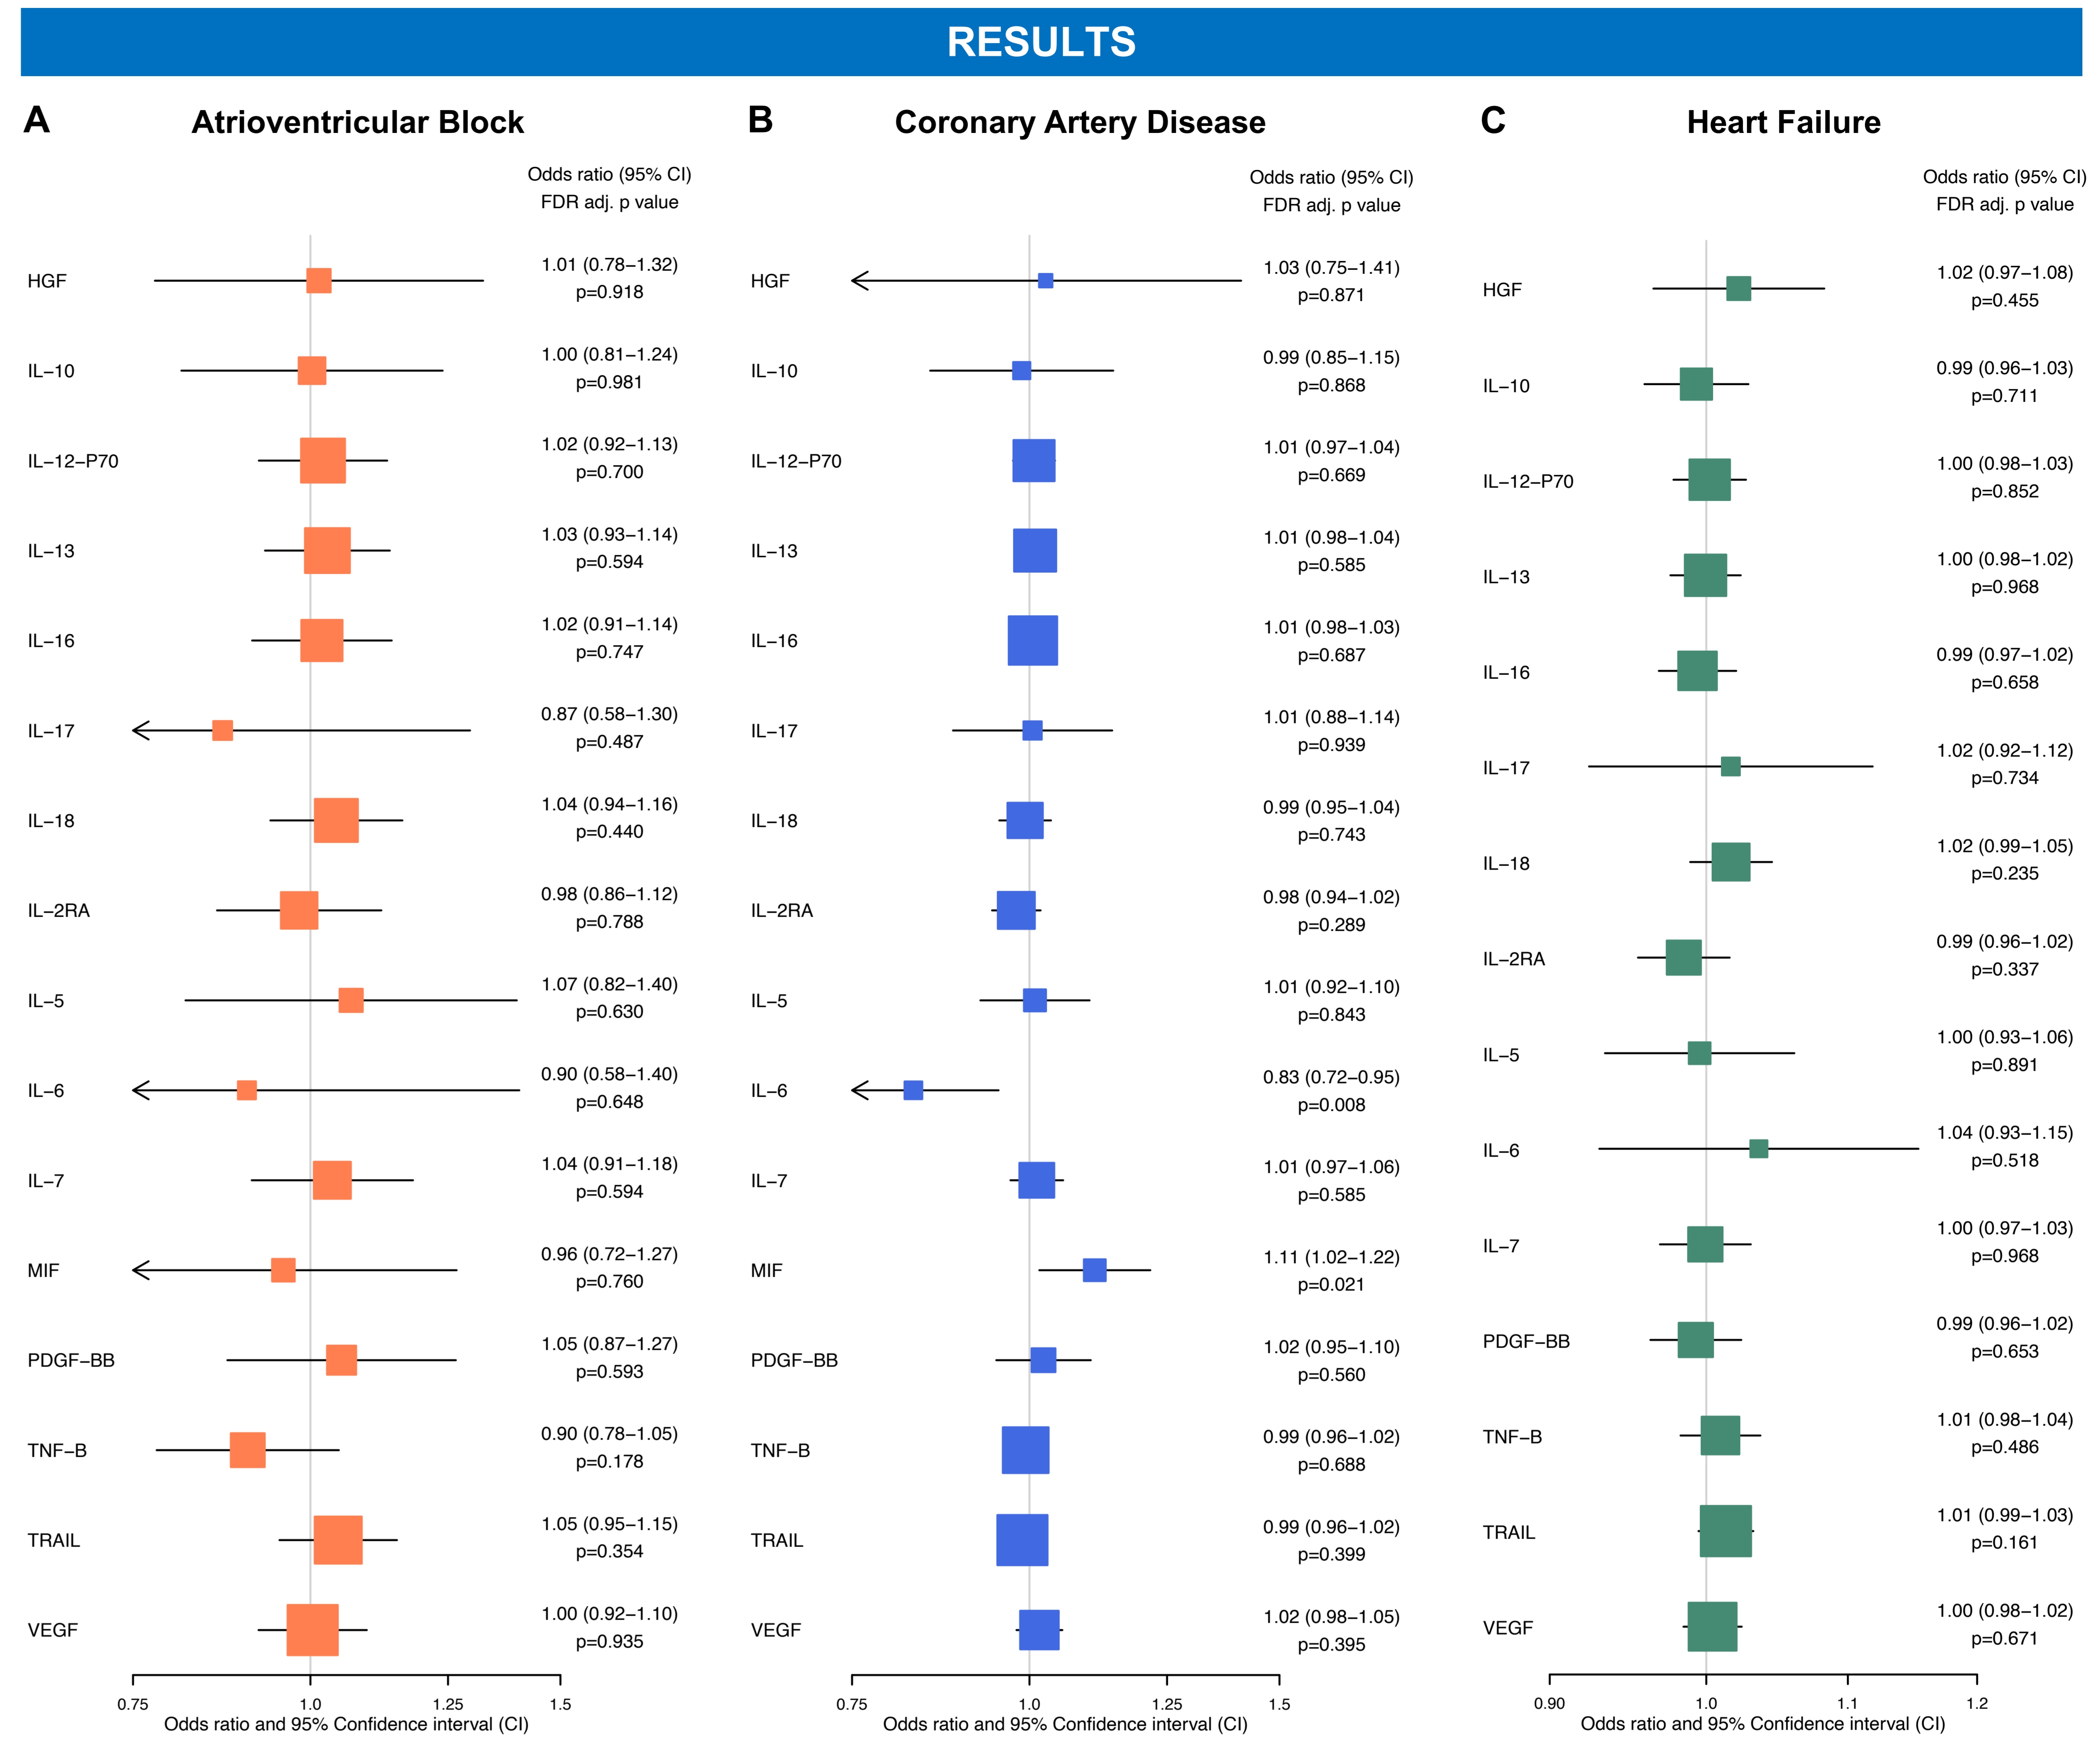 RESULTS
A Atrioventricular Block
Odds ratio (95% CI)
FDR adj. p value
HGF 1.01 (0.78–1.32)
p=0.918
IL–10 1.00 (0.81–1.24)
p=0.981
IL–12–P70 1.02 (0.92–1.13)
p=0.700
IL–13 1.03 (0.93–1.14)
p=0.594
IL–16 1.02 (0.91–1.14)
p=0.747
IL–17 0.87 (0.58–1.30)
p=0.487
IL–18 1.04 (0.94–1.16)
p=0.440
IL–2RA 0.98 (0.86–1.12)
p=0.788
IL–5 1.07 (0.82–1.40)
p=0.630
IL–6 0.90 (0.58–1.40)
p=0.648
IL–7 1.04 (0.91–1.18)
p=0.594
MIF 0.96 (0.72–1.27)
p=0.760
PDGF–BB 1.05 (0.87–1.27)
p=0.593
TNF–B 0.90 (0.78–1.05)
p=0.178
TRAIL 1.05 (0.95–1.15)
p=0.354
VEGF 1.00 (0.92–1.10)
p=0.935
0.75 1.0 1.25 1.5
Odds ratio and 95% Confidence interval (CI)
B Coronary Artery Disease
Odds ratio (95% CI)
FDR adj. p value
HGF 1.03 (0.75–1.41)
p=0.871
IL–10 0.99 (0.85–1.15)
p=0.868
IL–12–P70 1.01 (0.97–1.04)
p=0.669
IL–13 1.01 (0.98–1.04)
p=0.585
IL–16 1.01 (0.98–1.03)
p=0.687
IL–17 1.01 (0.88–1.14)
p=0.939
IL–18 0.99 (0.95–1.04)
p=0.743
IL–2RA 0.98 (0.94–1.02)
p=0.289
IL–5 1.01 (0.92–1.10)
p=0.843
IL–6 0.83 (0.72–0.95)
p=0.008
IL–7 1.01 (0.97–1.06)
p=0.585
MIF 1.11 (1.02–1.22)
p=0.021
PDGF–BB 1.02 (0.95–1.10)
p=0.560
TNF–B 0.99 (0.96–1.02)
p=0.688
TRAIL 0.99 (0.96–1.02)
p=0.399
VEGF 1.02 (0.98–1.05)
p=0.395
0.75 1.0 1.25 1.5
Odds ratio and 95% Confidence interval (CI)
C Heart Failure
Odds ratio (95% CI)
FDR adj. p value
HGF 1.02 (0.97–1.08)
p=0.455
IL–10 0.99 (0.96–1.03)
p=0.711
IL–12–P70 1.00 (0.98–1.03)
p=0.852
IL–13 1.00 (0.98–1.02)
p=0.968
IL–16 0.99 (0.97–1.02)
p=0.658
IL–17 1.02 (0.92–1.12)
p=0.734
IL–18 1.02 (0.99–1.05)
p=0.235
IL–2RA 0.99 (0.96–1.02)
p=0.337
IL–5 1.00 (0.93–1.06)
p=0.891
IL–6 1.04 (0.93–1.15)
p=0.518
IL–7 1.00 (0.97–1.03)
p=0.968
PDGF–BB 0.99 (0.96–1.02)
p=0.653
TNF–B 1.01 (0.98–1.04)
p=0.486
TRAIL 1.01 (0.99–1.03)
p=0.161
VEGF 1.00 (0.98–1.02)
p=0.671
0.90 1.0 1.1 1.2
Odds ratio and 95% Confidence interval (CI)